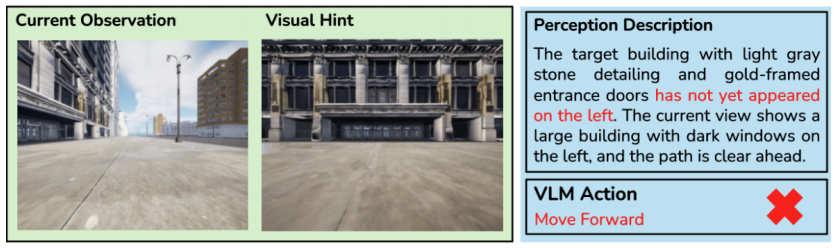 Current Observation
Visual Hint
Perception Description
The target building with light gray
stone detailing and gold-framed
entrance doors has not yet appeared
on the left. The current view shows a
large building with dark windows on
the left, and the path is clear ahead.
VLM Action
Move Forward